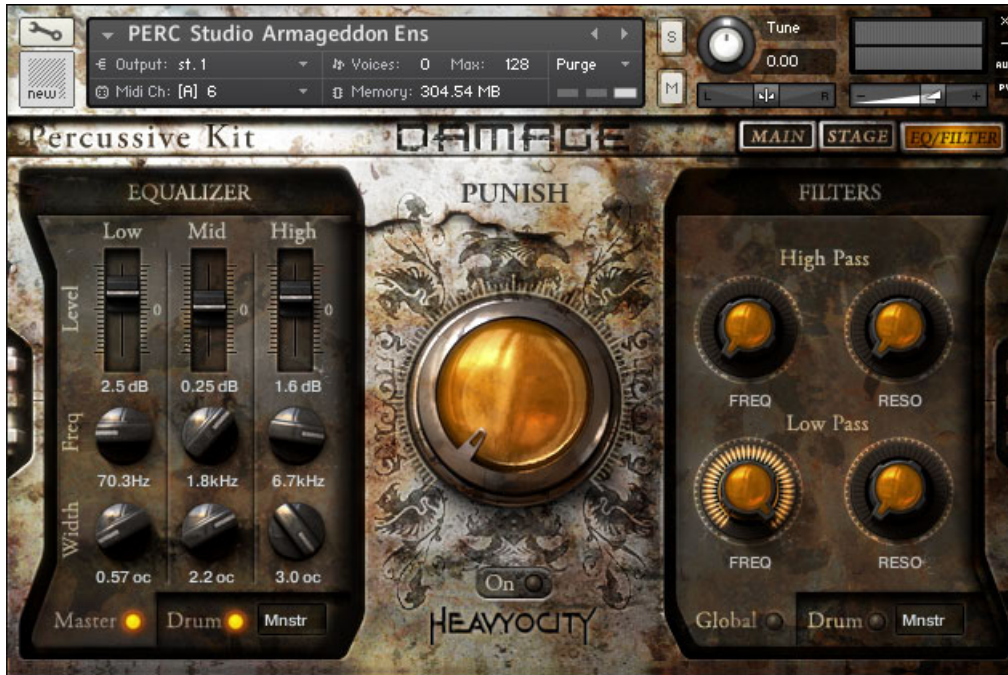 PERC Studio Armageddon Ens
S
Tune
0.00
Output: st.1
Voices: 0 Max: 128
Purge
new
Midi Ch: [A] 6
Memory: 304.54 MB
M
L R
- +
AU
PV
Percussive Kit
DAMAGE
MAIN
STAGE
EQ/FILTER
EQUALIZER
PUNISH
FILTERS
Low Mid High
High Pass
Level
0 0 0
2.5 dB 0.25 dB 1.6 dB
FREQ RESO
Freq
Low Pass
70.3Hz 1.8kHz 6.7kHz
Width
FREQ RESO
0.57 oc 2.2 oc 3.0 oc
On
Master Drum Mnstr
HEAVYOCITY
Global Drum Mnstr